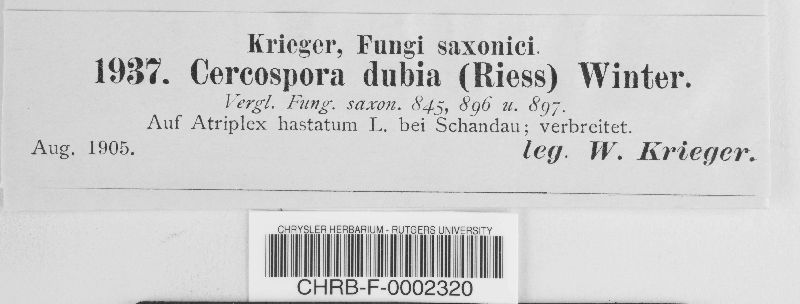 Krieger, Fungi saxonici.
1937. Cercospora dubia (Riess) Winter.
Vergl. Fung. saxon. 845, 896 u. 897.
Auf Atriplex hastatum L. bei Schandau; verbreitet.
Aug. 1905. leg. W. Krieger.
CHRYSLER HERBARIUM - RUTGERS UNIVERSITY
CHRB-F-0002320